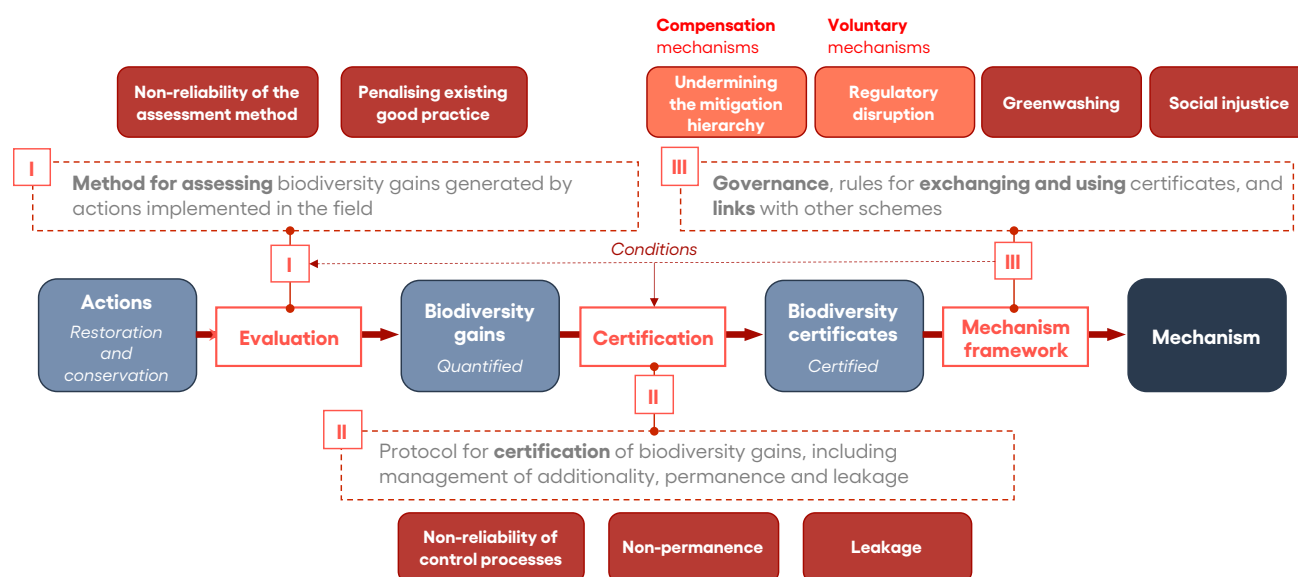 Compensation
mechanisms
Voluntary
mechanisms
Non-reliability of the
assessment method
Penalising existing
good practice
Undermining
the mitigation
hierarchy
Regulatory
disruption
Greenwashing
Social injustice
I
Method for assessing biodiversity gains generated by
actions implemented in the field
III
Governance, rules for exchanging and using certificates, and
links with other schemes
Conditions
I
III
Actions
Restoration
and
conservation
Evaluation
Biodiversity
gains
Quantified
Certification
Biodiversity
certificates
Certified
Mechanism
framework
Mechanism
II
II
Protocol for certification of biodiversity gains, including
management of additionality, permanence and leakage
Non-reliability of
control processes
Non-permanence
Leakage